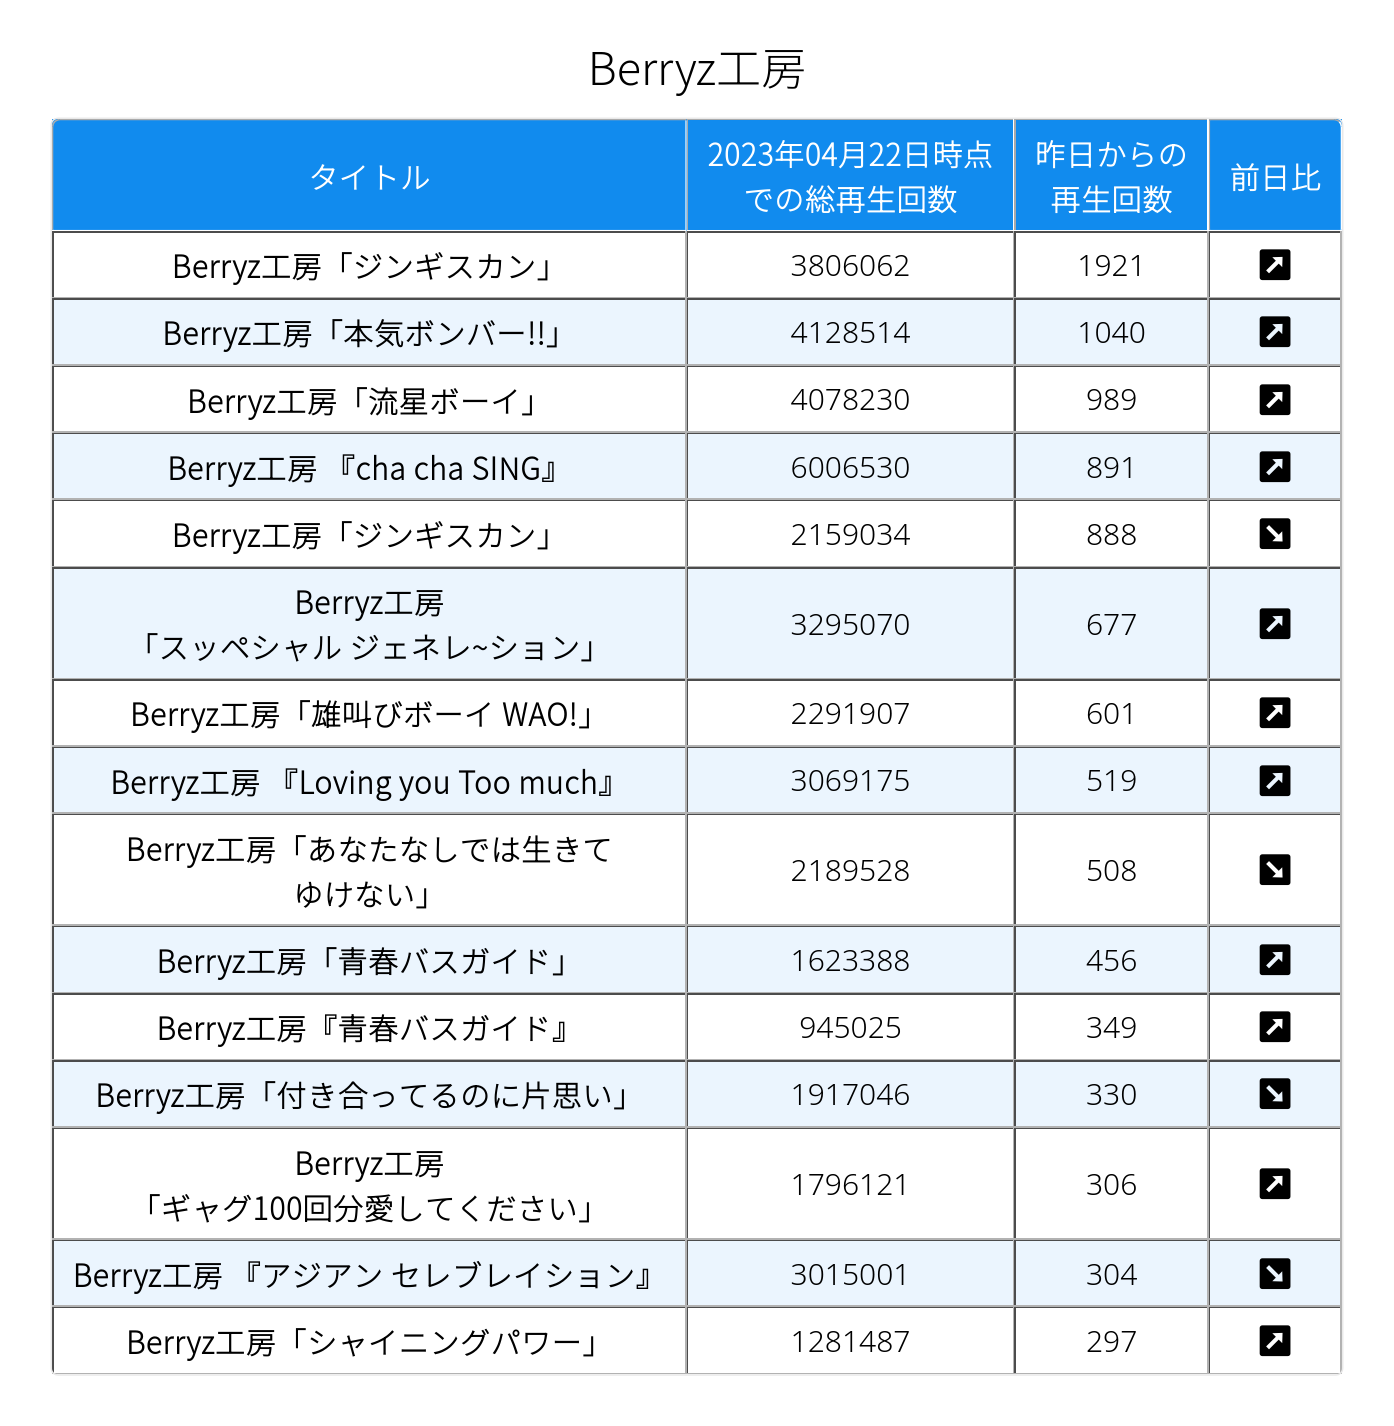 Berryz工房
タイトル
2023年04月22日時点
での総再生回数
昨日からの
再生回数
前日比
Berryz工房「ジンギスカン」 3806062 1921
Berryz工房「本気ボンバー!!」 4128514 1040
Berryz工房「流星ボーイ」 4078230 989
Berryz工房 『cha cha SING』 6006530 891
Berryz工房「ジンギスカン」 2159034 888
Berryz工房
「スッペシャル ジェネレ~ション」 3295070 677
Berryz工房「雄叫びボーイ WAO!」 2291907 601
Berryz工房 『Loving you Too much』 3069175 519
Berryz工房「あなたなしでは生きて
ゆけない」 2189528 508
Berryz工房「青春バスガイド」 1623388 456
Berryz工房『青春バスガイド』 945025 349
Berryz工房「付き合ってるのに片思い」 1917046 330
Berryz工房
「ギャグ100回分愛してください」 1796121 306
Berryz工房 『アジアン セレブレイション』 3015001 304
Berryz工房「シャイニングパワー」 1281487 297